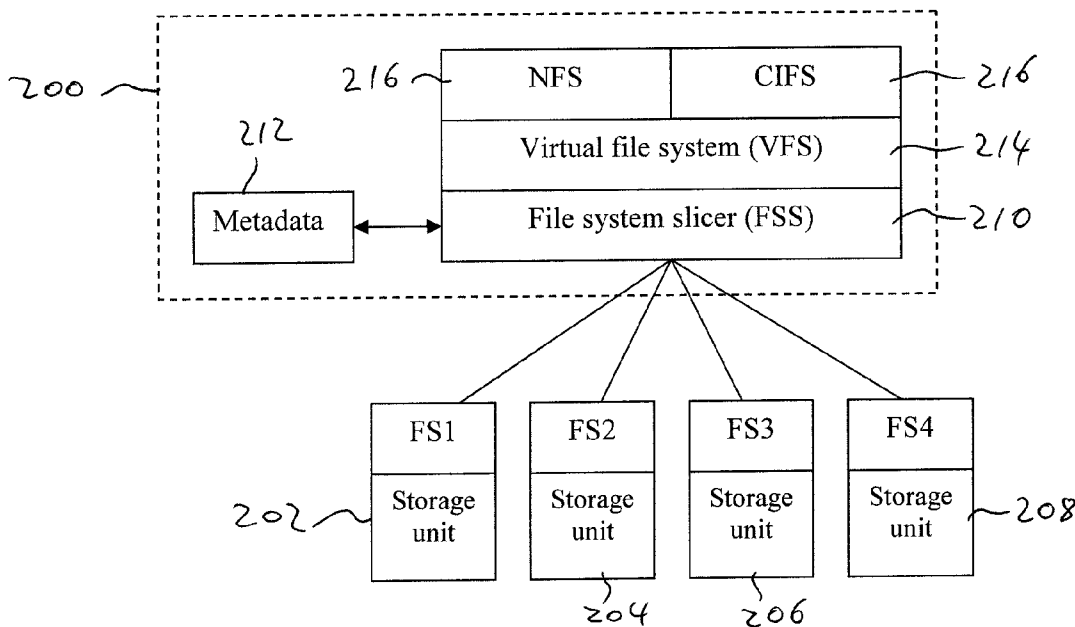 216 NFS CIFS 216
200
212
Virtual file system (VFS) 214
Metadata File system slicer (FSS) 210
FS1 FS2 FS3 FS4
202 Storage unit Storage unit Storage unit Storage unit 208
204 206